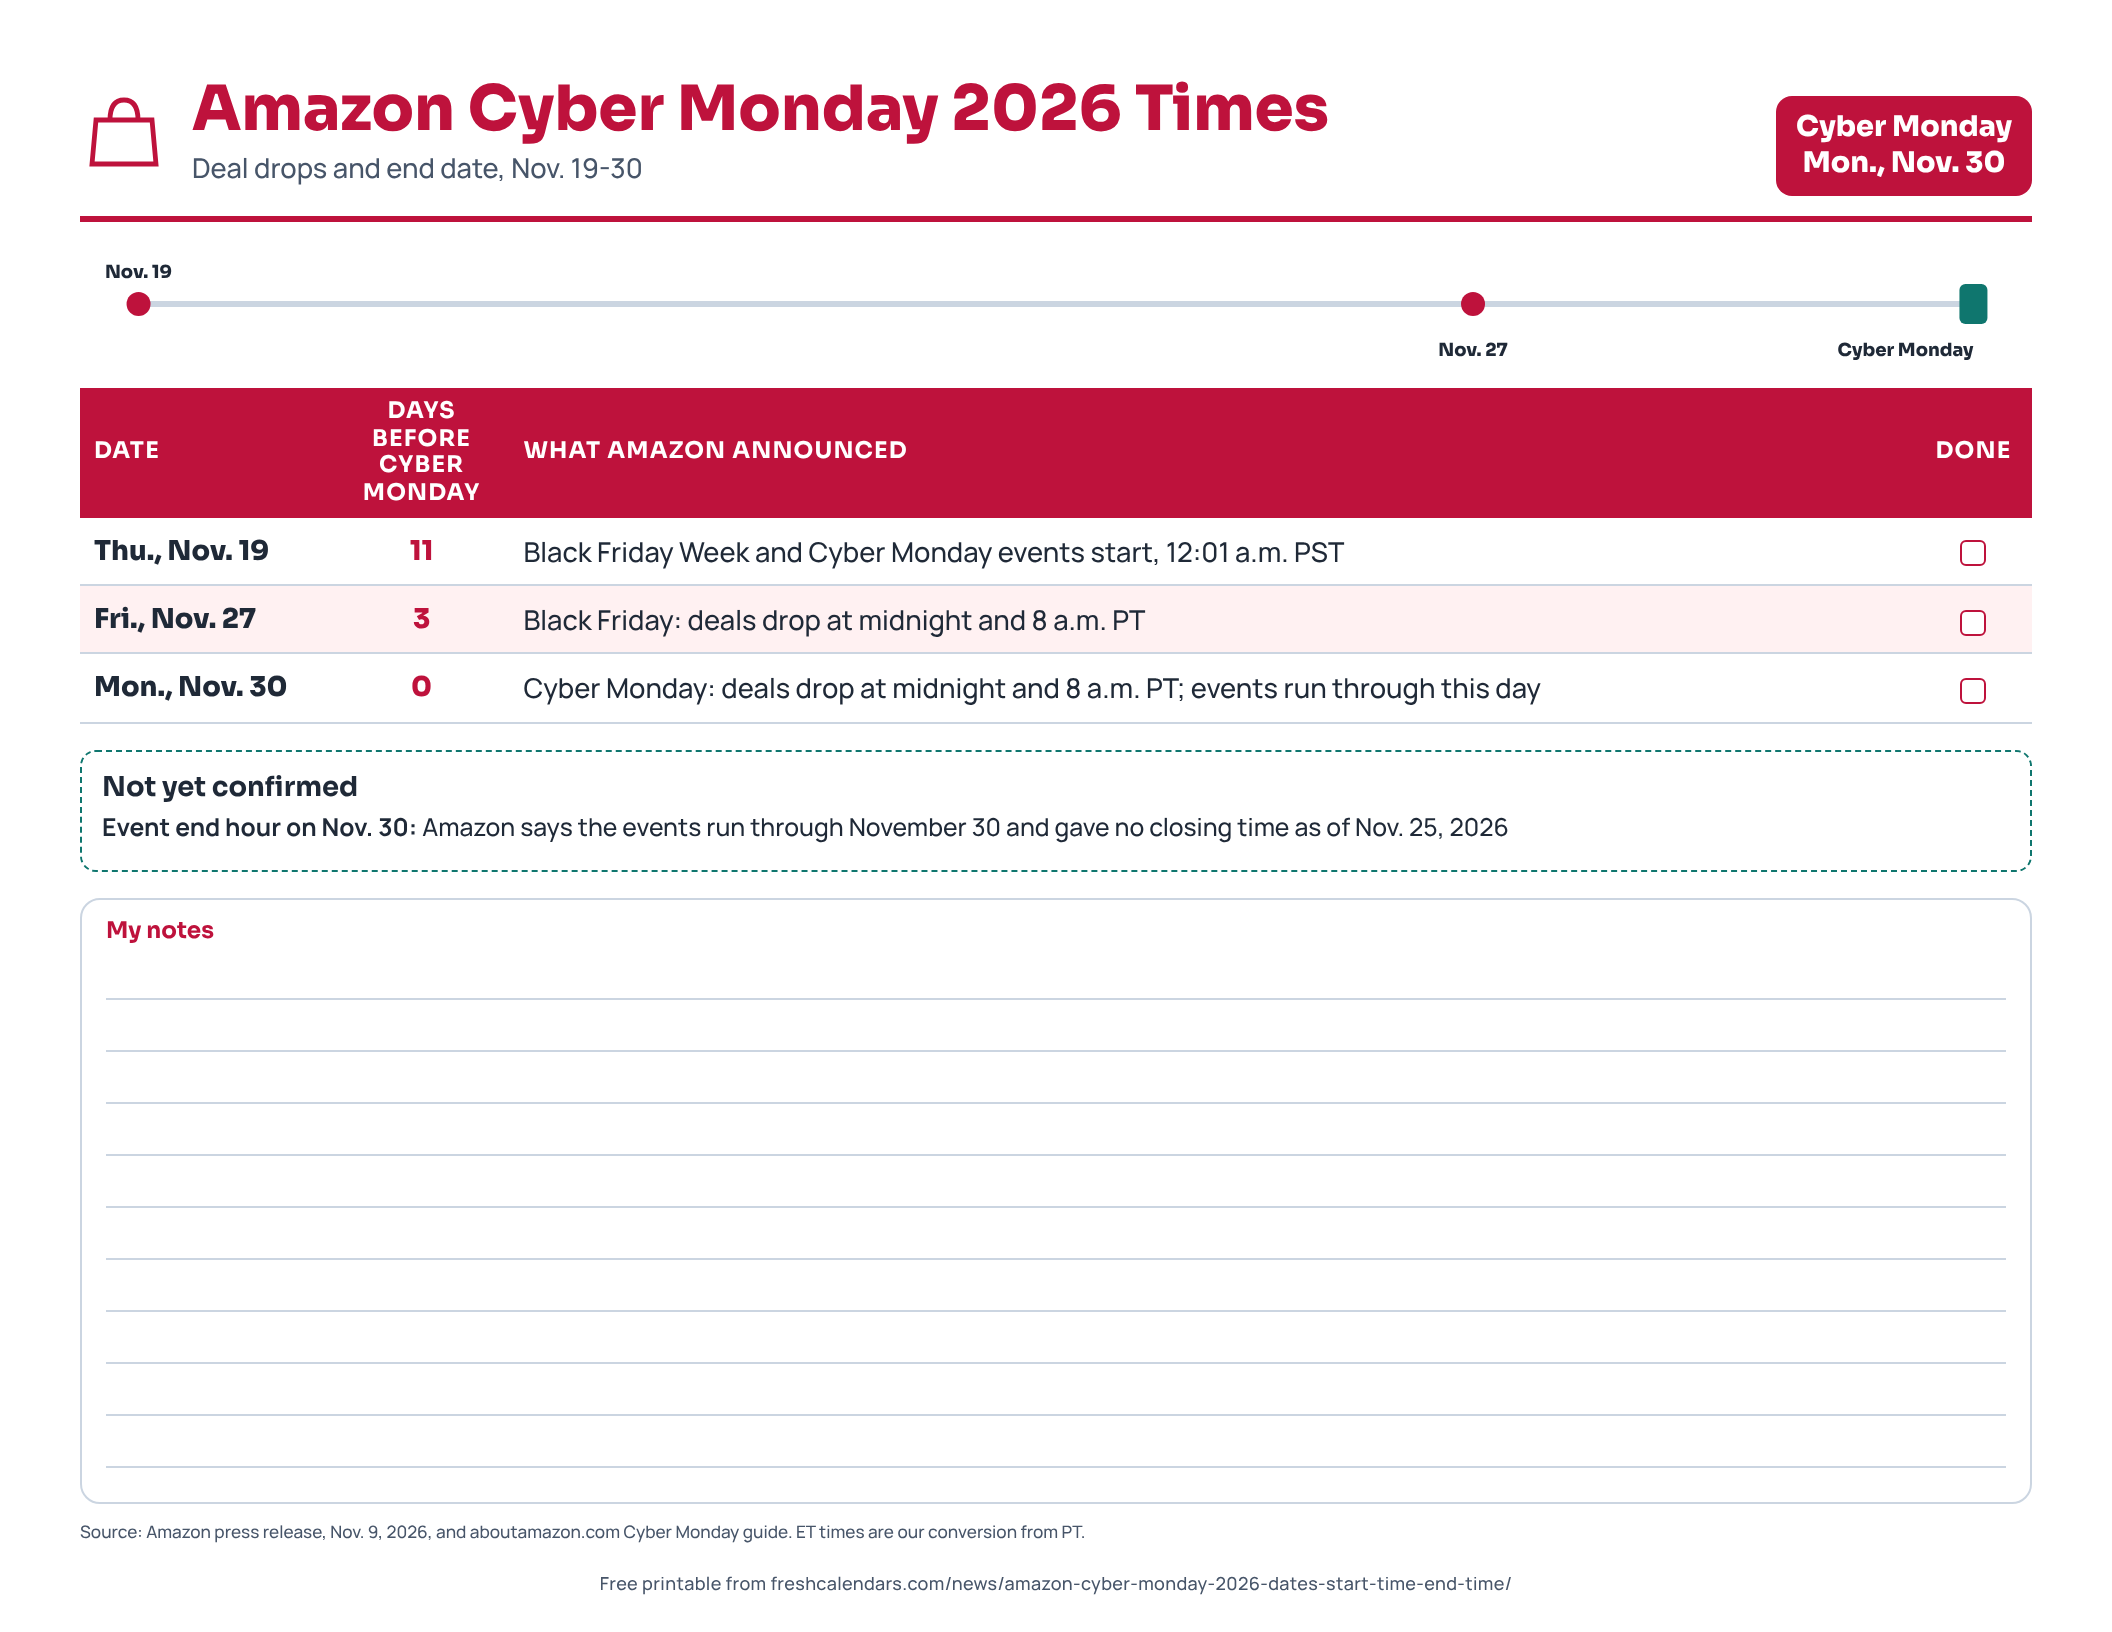 Amazon Cyber Monday 2026 Times
Deal drops and end date, Nov. 19-30
Cyber Monday
Mon., Nov. 30
Nov. 19
Nov. 27
Cyber Monday
DATE
DAYS
BEFORE
CYBER
MONDAY
WHAT AMAZON ANNOUNCED
DONE
Thu., Nov. 19 11 Black Friday Week and Cyber Monday events start, 12:01 a.m. PST
Fri., Nov. 27 3 Black Friday: deals drop at midnight and 8 a.m. PT
Mon., Nov. 30 0 Cyber Monday: deals drop at midnight and 8 a.m. PT; events run through this day
Not yet confirmed
Event end hour on Nov. 30: Amazon says the events run through November 30 and gave no closing time as of Nov. 25, 2026
My notes
Source: Amazon press release, Nov. 9, 2026, and aboutamazon.com Cyber Monday guide. ET times are our conversion from PT.
Free printable from freshcalendars.com/news/amazon-cyber-monday-2026-dates-start-time-end-time/